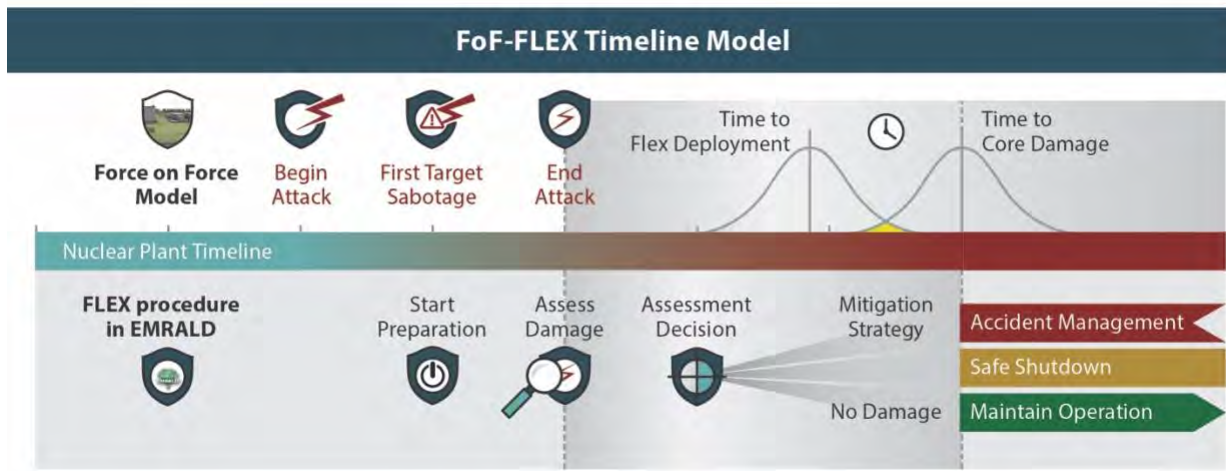 FoF-FLEX Timeline Model
Force on Force
Model
Begin
Attack
First Target
Sabotage
End
Attack
Time to
Flex Deployment
Time to
Core Damage
Nuclear Plant Timeline
FLEX procedure
in EMRALD
Start
Preparation
Assess
Damage
Assessment
Decision
Mitigation
Strategy
No Damage
Accident Management
Safe Shutdown
Maintain Operation